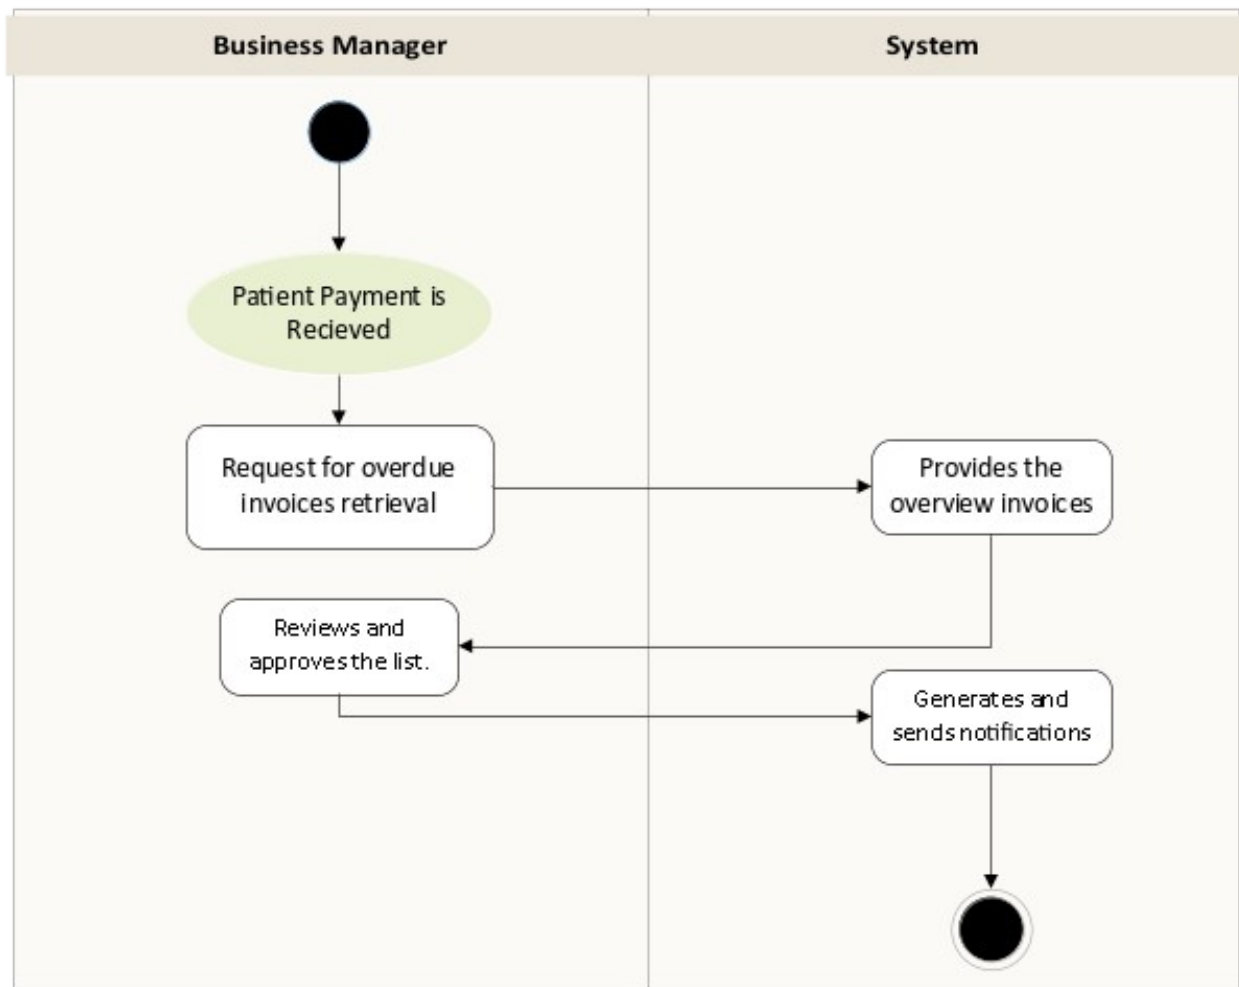 Business Manager
System
Patient Payment is
Recieved
Request for overdue
invoices retrieval
Provides the
overview invoices
Reviews and
approves the list.
Generates and
sends notifications